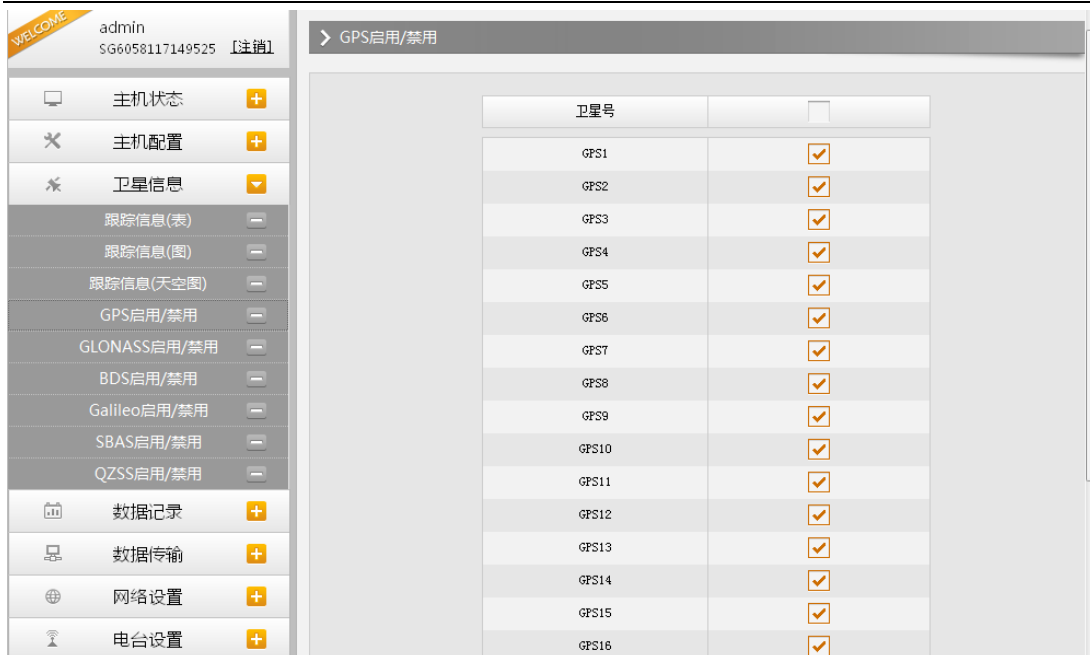 WELCOME
admin
SG6058117149525 [注销]
主机状态
主机配置
卫星信息
跟踪信息(表)
跟踪信息(图)
跟踪信息(天空图)
GPS启用/禁用
GLONASS启用/禁用
BDS启用/禁用
Galileo启用/禁用
SBAS启用/禁用
QZSS启用/禁用
数据记录
数据传输
网络设置
电台设置
GPS启用/禁用
卫星号
GPS1
GPS2
GPS3
GPS4
GPS5
GPS6
GPS7
GPS8
GPS9
GPS10
GPS11
GPS12
GPS13
GPS14
GPS15
GPS16